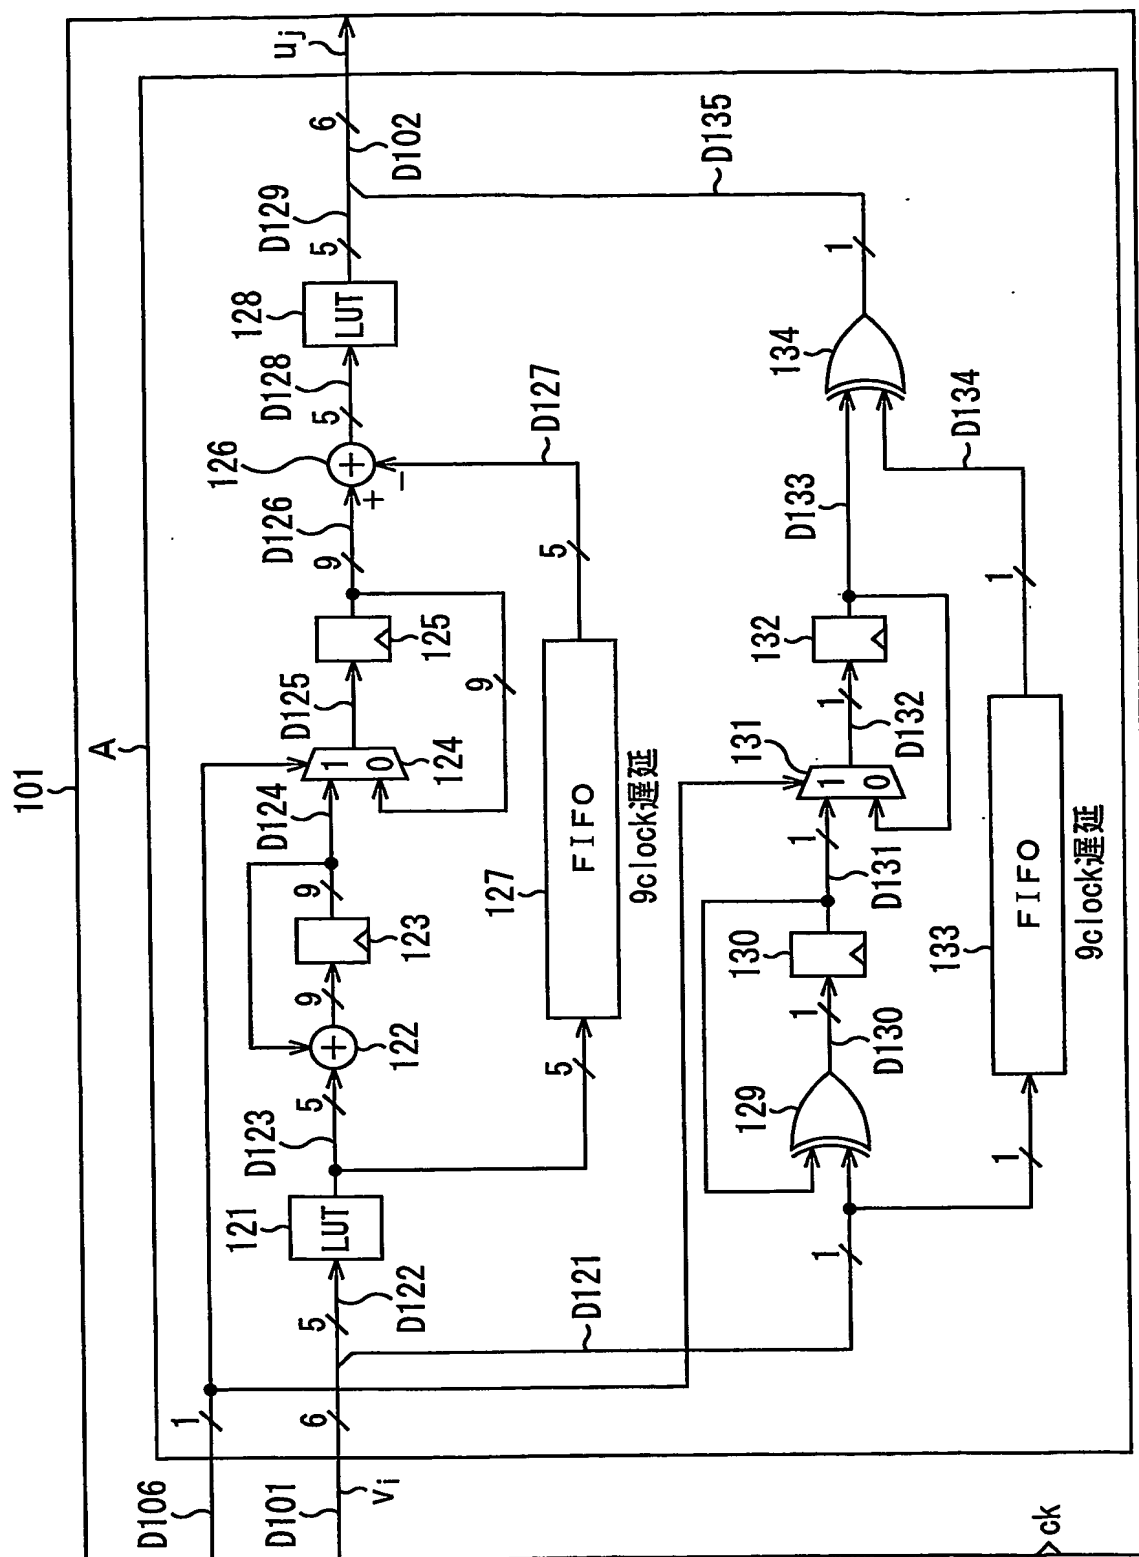 101
A
D106
1
D101
6
vi
5
D122
D121
121
LUT
D123
5
122
9
123
9
D124
1
0
124
D125
125
9
9
D126
126
+
+
−
D127
5
D128
128
LUT
5
D129
D102
6
uj
5
127
FIFO
9clock遅延
5
1
129
D130
1
130
D131
1
131
1
0
D132
1
132
D133
134
D134
1
D135
1
133
FIFO
9clock遅延
1
ck